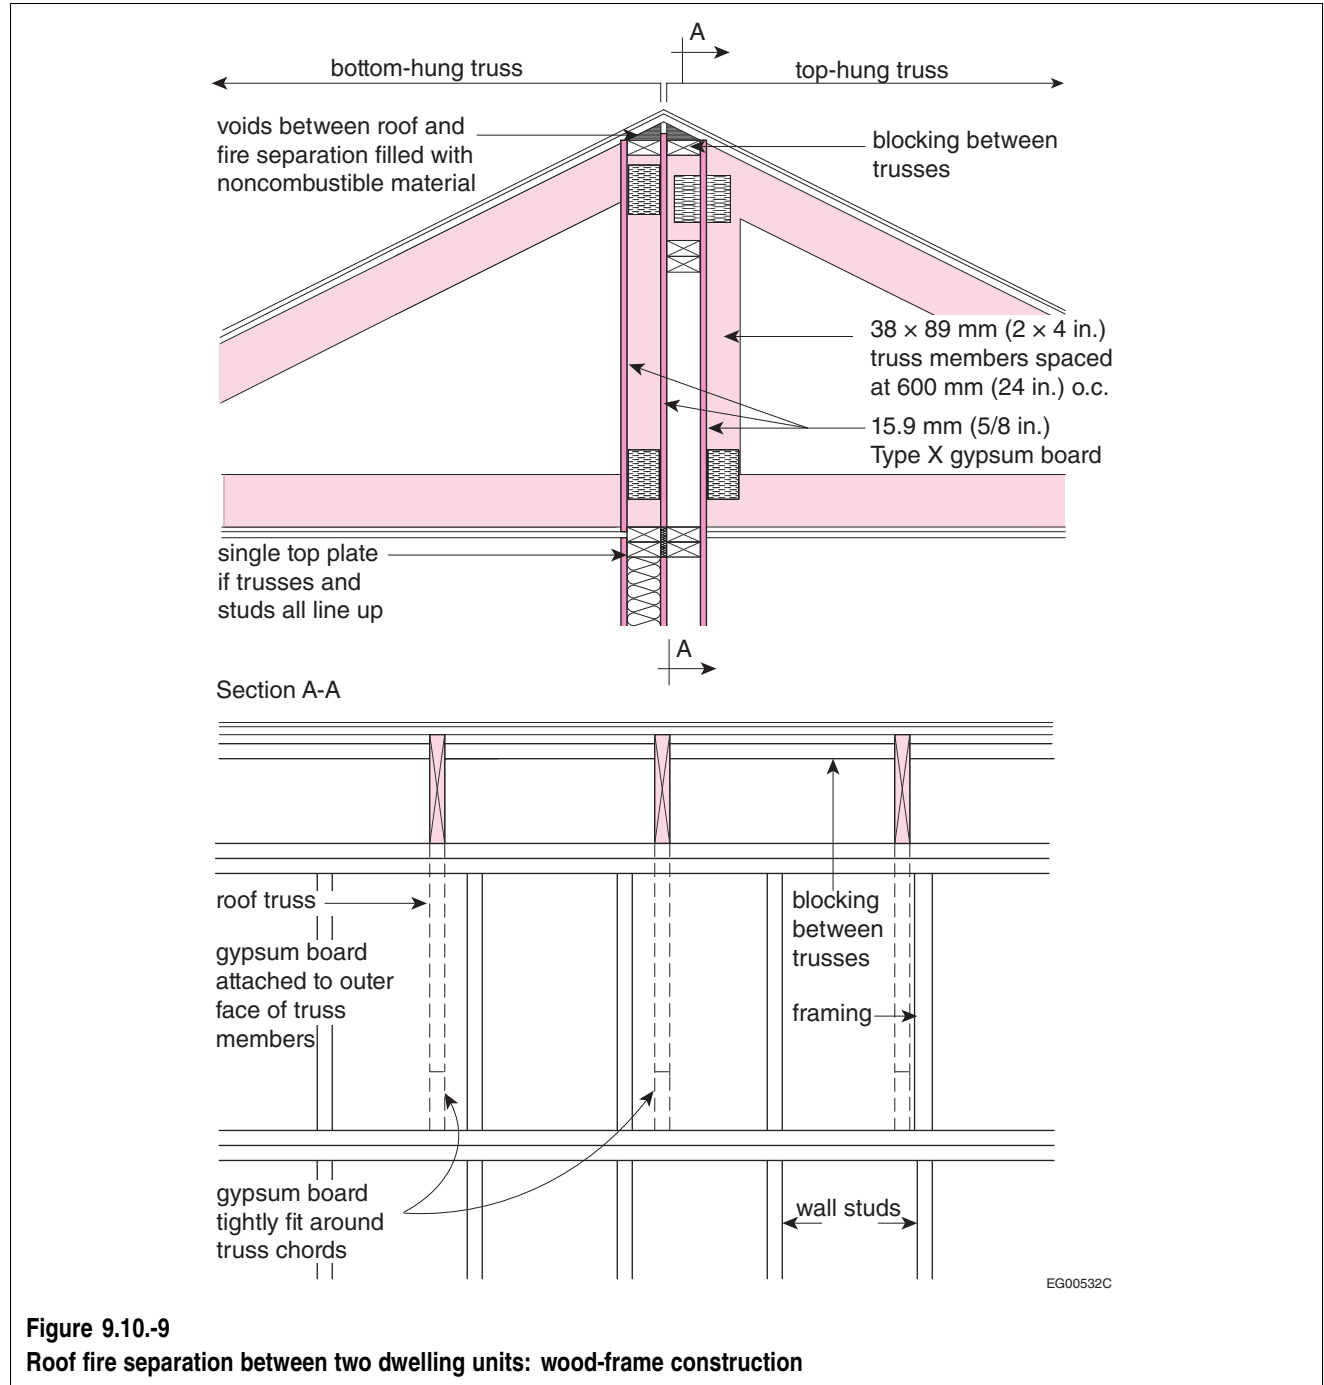 A
bottom-hung truss
top-hung truss
voids between roof and
fire separation filled with
noncombustible material
blocking between
trusses
38 × 89 mm (2 × 4 in.)
truss members spaced
at 600 mm (24 in.) o.c.
15.9 mm (5/8 in.)
Type X gypsum board
single top plate
if trusses and
studs all line up
A
Section A-A
roof truss
gypsum board
attached to outer
face of truss
members
blocking
between
trusses
framing
gypsum board
tightly fit around
truss chords
wall studs
EG00532C
Figure 9.10.-9
Roof fire separation between two dwelling units: wood-frame construction